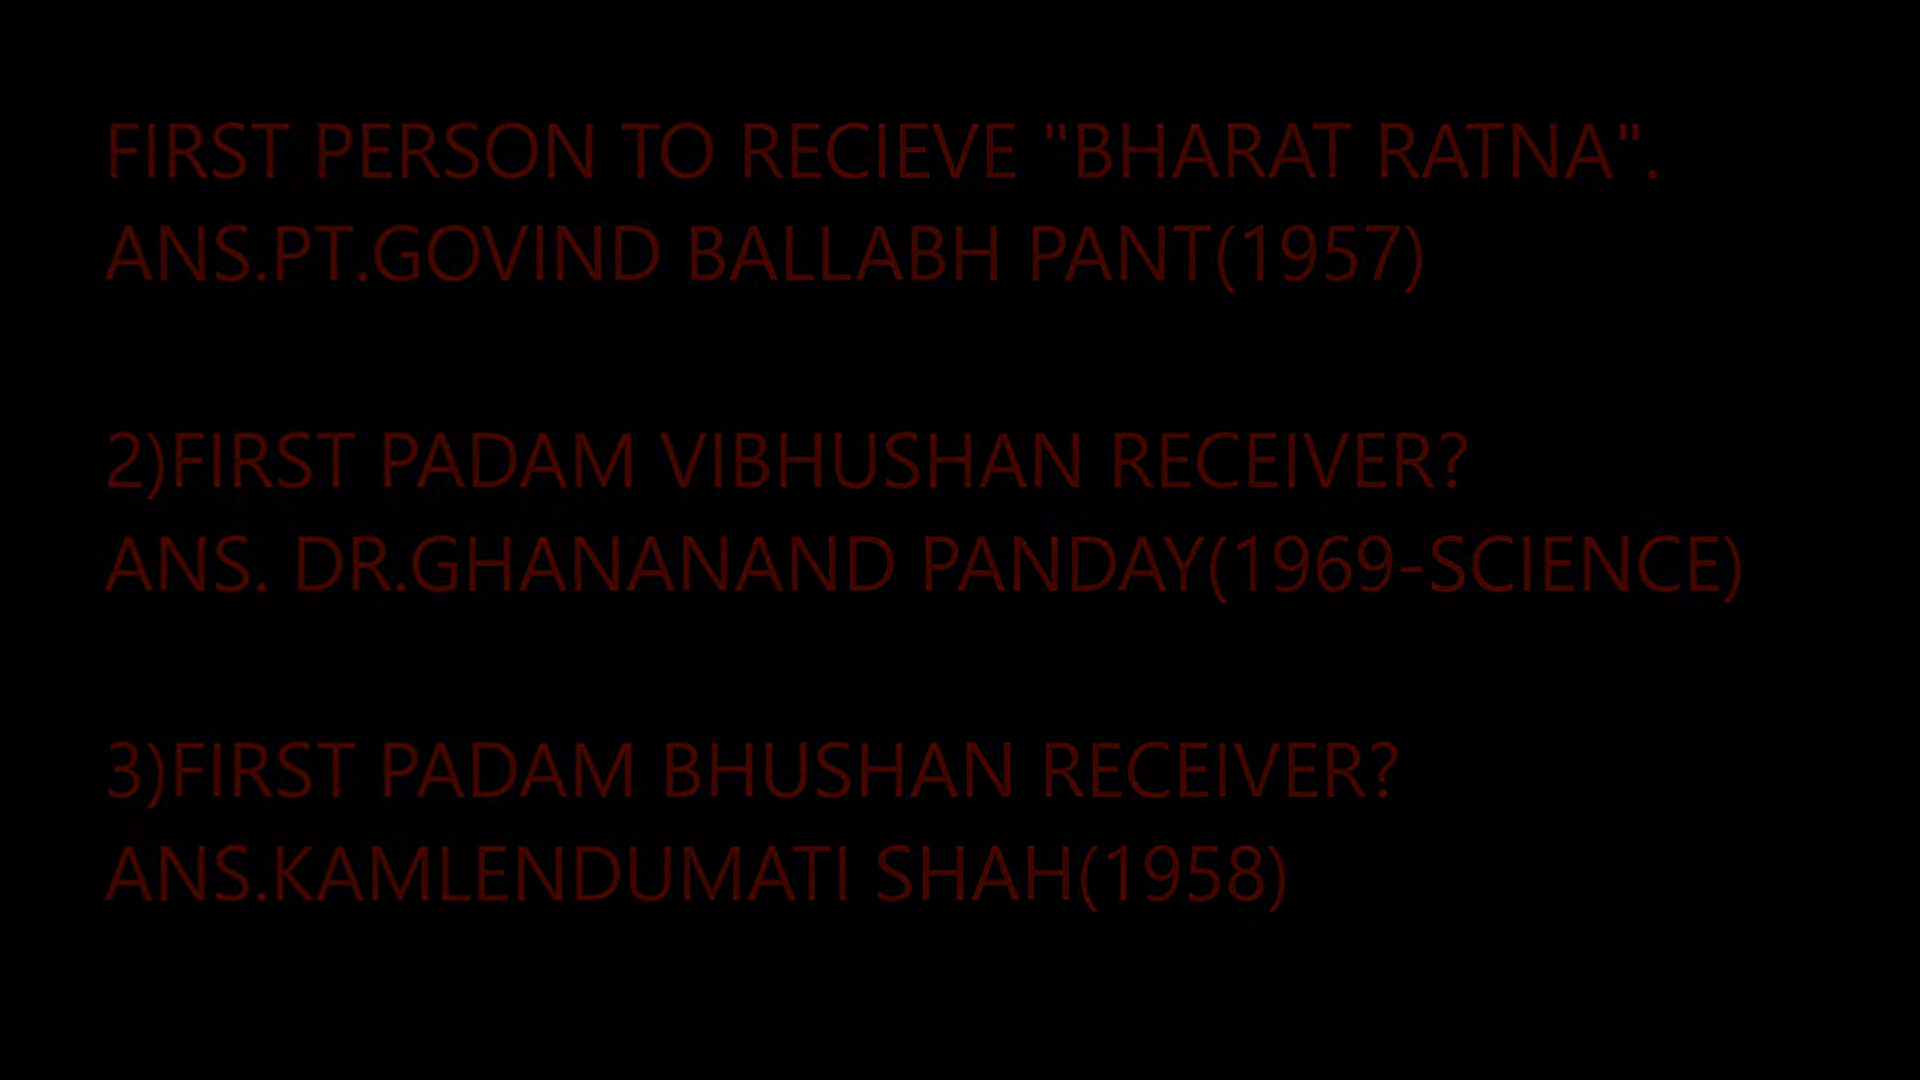 FIRST PERSON TO RECIEVE "BHARAT RATNA".
ANS.PT.GOVIND BALLABH PANT(1957)
2)FIRST PADAM VIBHUSHAN RECEIVER?
ANS. DR.GHANANAND PANDAY(1969-SCIENCE)
3)FIRST PADAM BHUSHAN RECEIVER?
ANS.KAMLENDUMATI SHAH(1958)